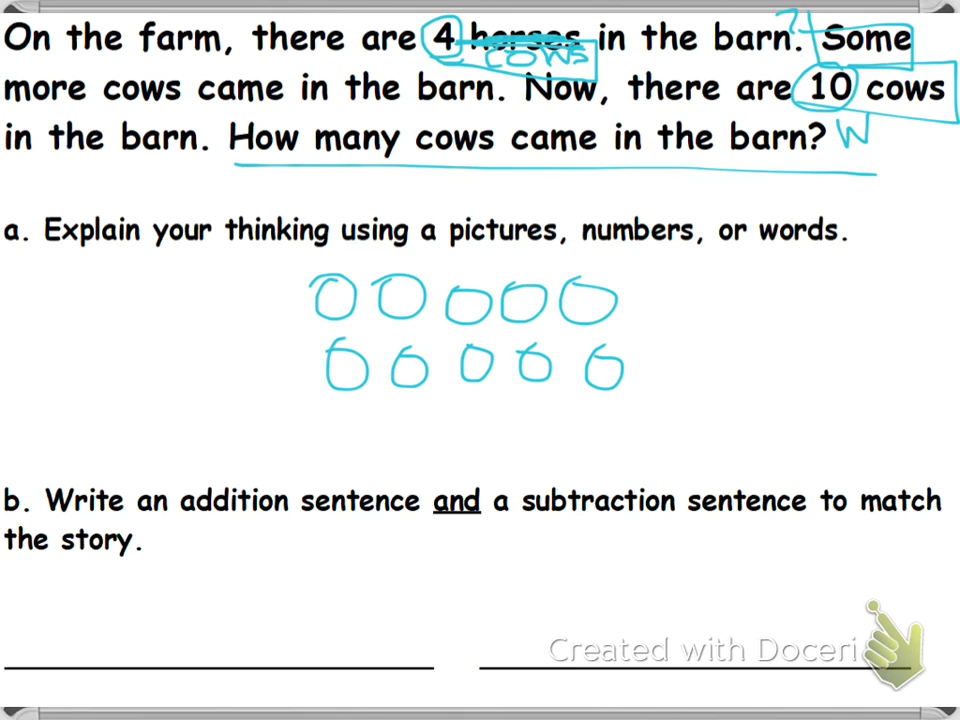 On the farm, there are 4 horses in the barn. Some
cows
more cows came in the barn. Now, there are 10 cows
in the barn. How many cows came in the barn? W
a. Explain your thinking using a pictures, numbers, or words.
b. Write an addition sentence and a subtraction sentence to match
the story.
Created with Doceri